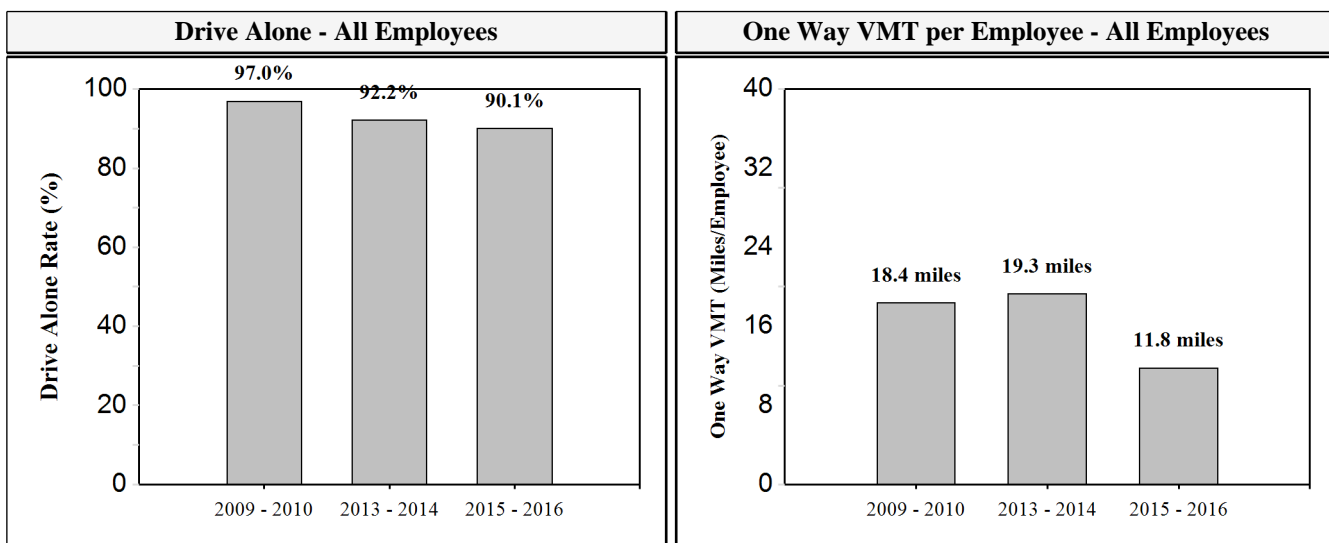 Drive Alone - All Employees
97.0%
92.2%
90.1%
100
80
60
40
20
0
Drive Alone Rate (%)
2009 - 2010
2013 - 2014
2015 - 2016
One Way VMT per Employee - All Employees
40
32
24
16
8
0
One Way VMT (Miles/Employee)
18.4 miles
19.3 miles
11.8 miles
2009 - 2010
2013 - 2014
2015 - 2016